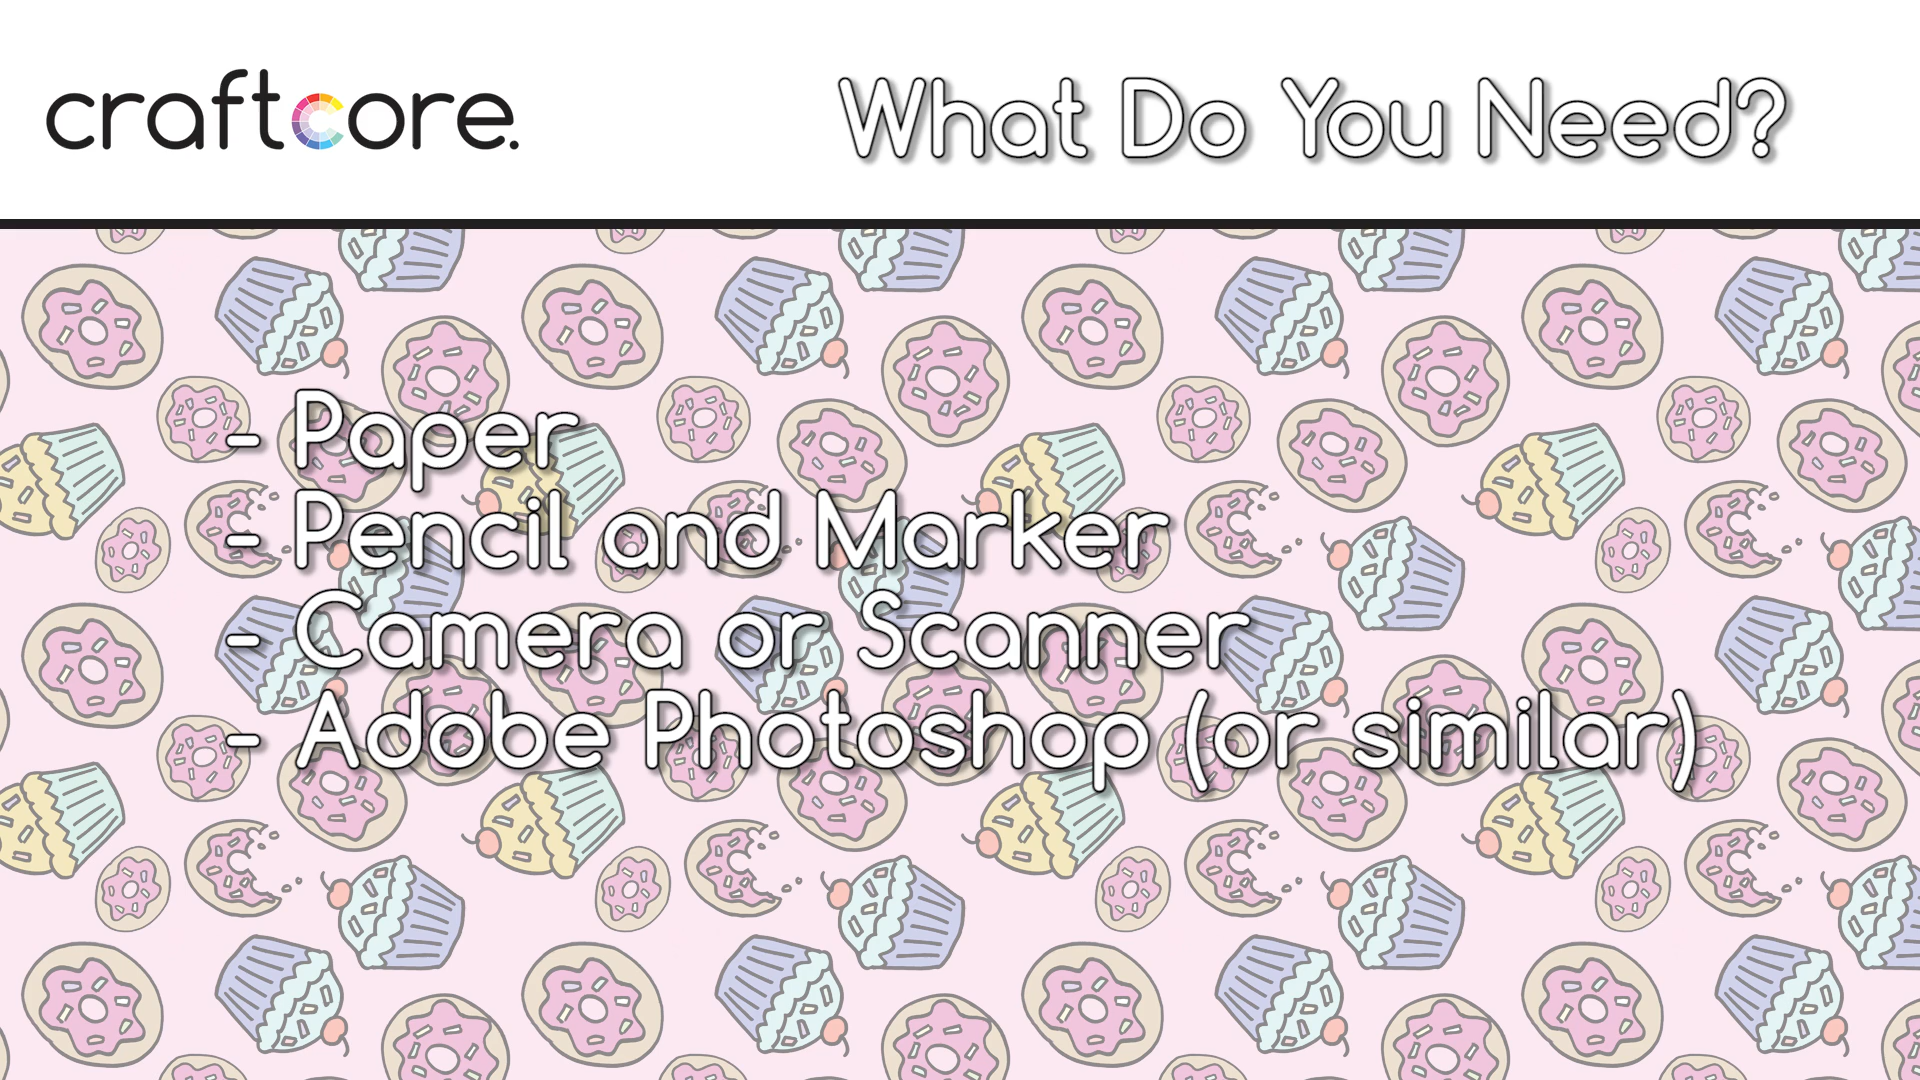 craftcore.
What Do You Need?
- Paper
- Pencil and Marker
- Camera or Scanner
- Adobe Photoshop (or similar)